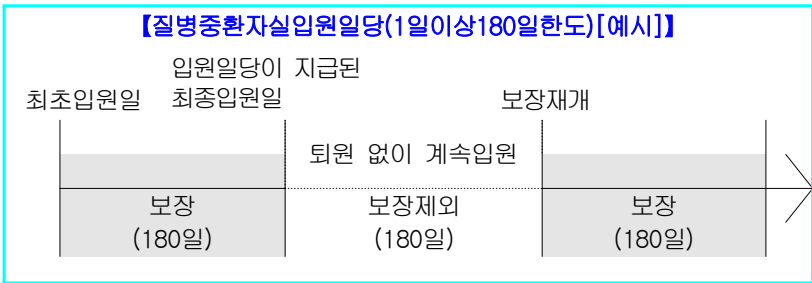 【질병중환자실입원일당(1일이상180일한도)[예시]】
입원일당이 지급된
최초입원일 최종입원일 보장재개
퇴원 없이 계속입원
보장 보장제외 보장
(180일) (180일) (180일)